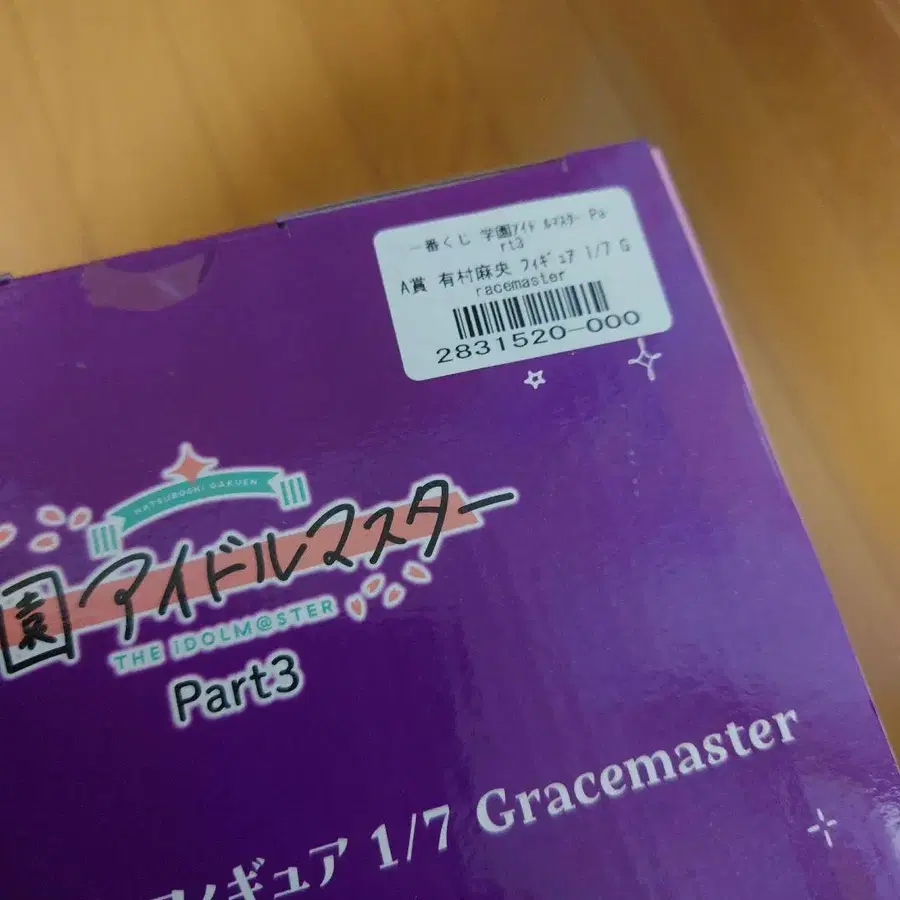 一番くじ 学園ｱｲﾄﾞﾙﾏｽﾀｰ Pa
rt3
A賞 有村麻央 ﾌｨｷﾞｭｱ 1/7 G
racemaster
2831520-000
HATSUBOSHI GAKUEN
園アイドルマスター
THE iDOLM@STER
Part3
フィギュア 1/7 Gracemaster